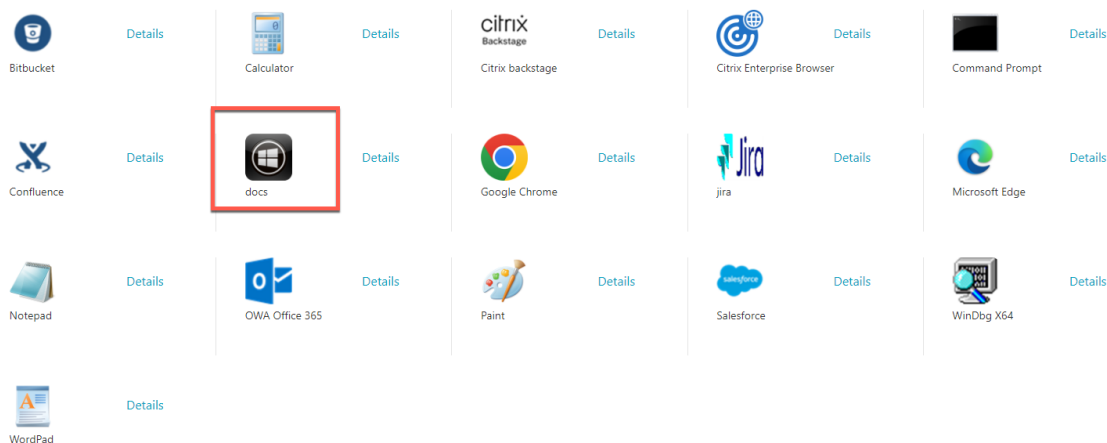 Details
Details
citrix
Backstage
Details
Details
Details
Bitbucket
Calculator
Citrix backstage
Citrix Enterprise Browser
Command Prompt
Details
Details
Details
Jira
Details
Details
Confluence
docs
Google Chrome
jira
Microsoft Edge
Details
Details
Details
salesforce
Details
Details
Notepad
OWA Office 365
Paint
Salesforce
WinDbg X64
Details
WordPad